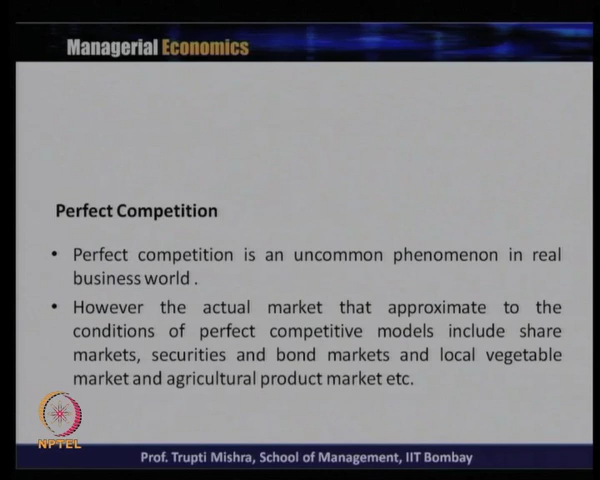 Managerial Economics
Perfect Competition
• Perfect competition is an uncommon phenomenon in real
business world .
• However the actual market that approximate to the
conditions of perfect competitive models include share
markets, securities and bond markets and local vegetable
market and agricultural product market etc.
NPTEL
Prof. Trupti Mishra, School of Management, IIT Bombay